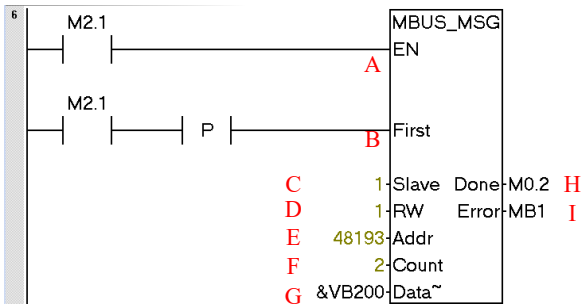 6
M2.1
MBUS_MSG
A
EN
M2.1
P
B
First
C 1 Slave Done M0.2 H
D 1 RW Error MB1 I
E 48193 Addr
F 2 Count
G &VB200 Data~